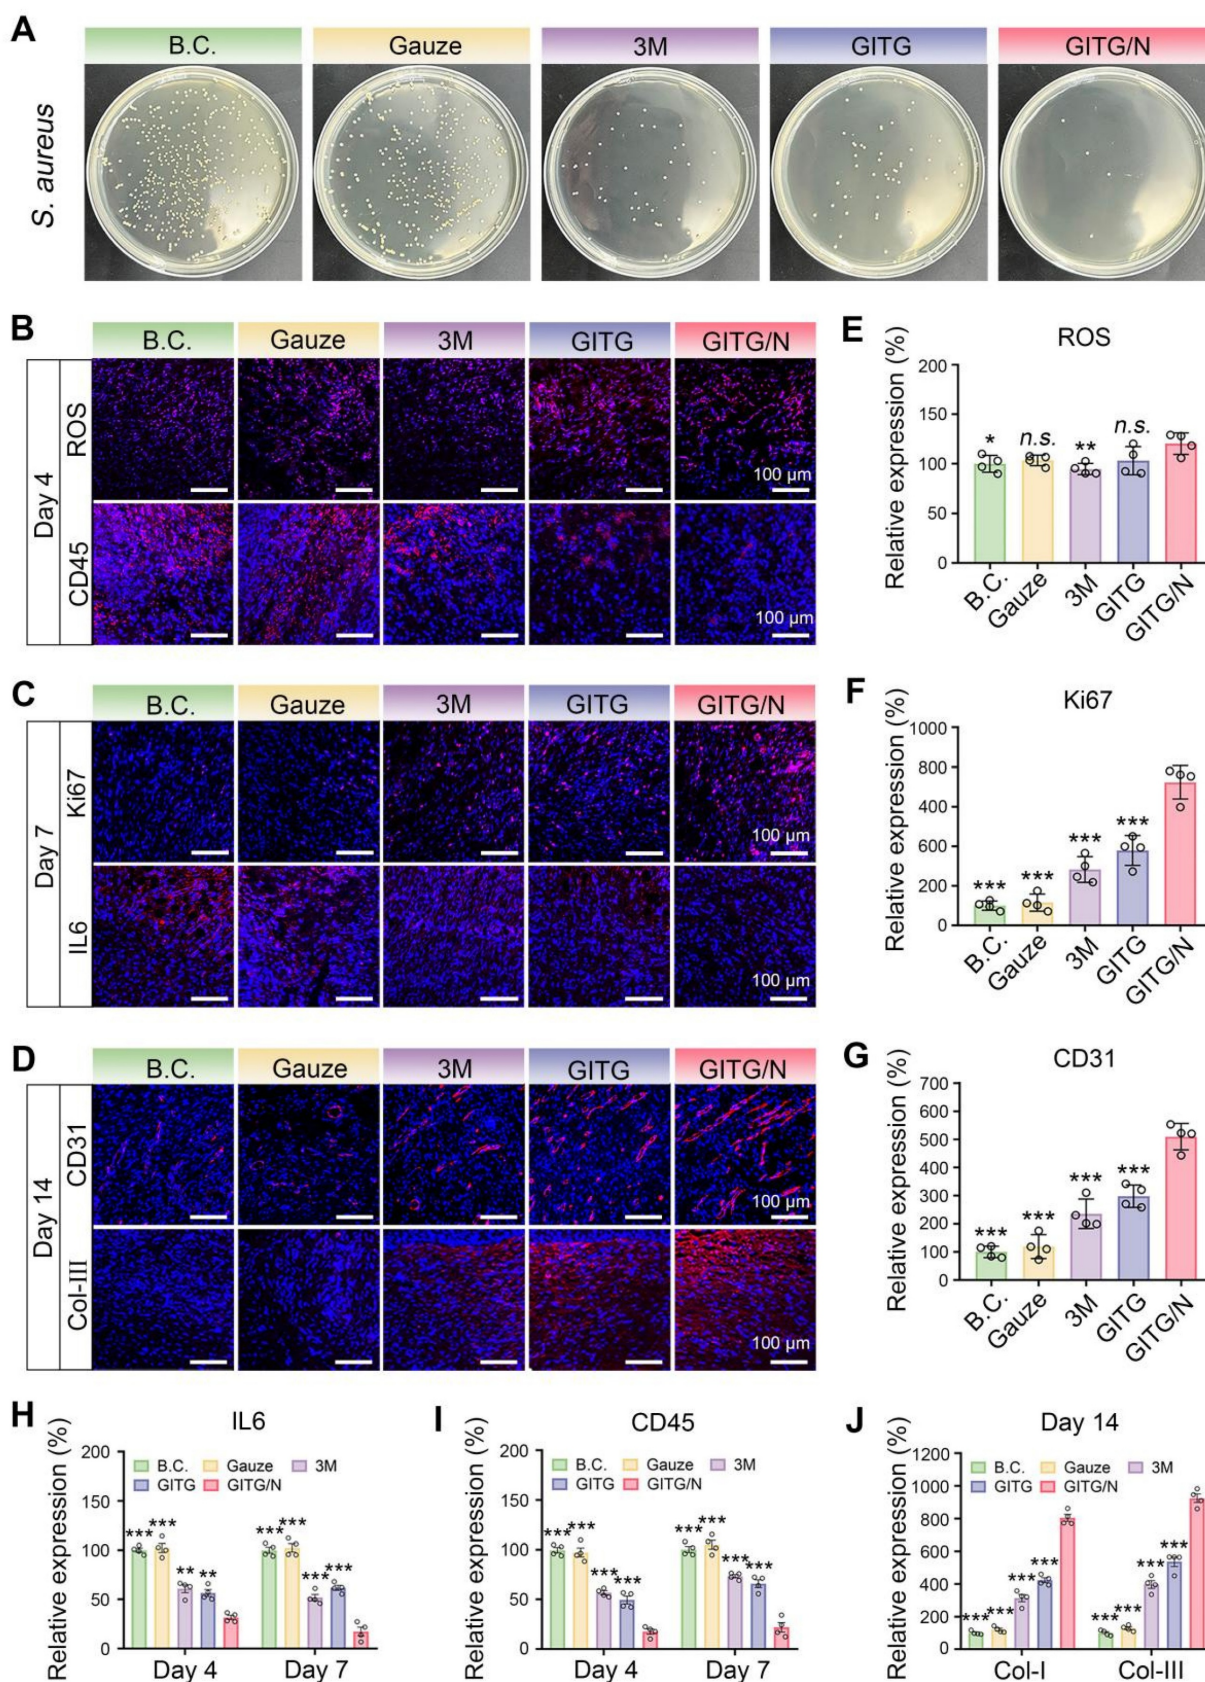 A
B.C. Gauze 3M GITG GITG/N
S. aureus
B
B.C. Gauze 3M GITG GITG/N
Day 4
ROS
100 µm
CD45
100 µm
E
ROS
Relative expression (%)
200
150
100
50
0
* n.s. ** n.s.
B.C. Gauze 3M GITG GITG/N
C
B.C. Gauze 3M GITG GITG/N
Day 7
Ki67
100 µm
IL6
100 µm
F
Ki67
Relative expression (%)
1000
800
400
600
200
0
*** *** *** ***
B.C. Gauze 3M GITG GITG/N
D
B.C. Gauze 3M GITG GITG/N
Day 14
CD31
100 µm
Col-III
100 µm
G
CD31
Relative expression (%)
700
600
500
400
300
200
100
0
*** *** *** ***
B.C. Gauze 3M GITG GITG/N
H
IL6
Relative expression (%)
200
150
100
50
0
B.C. Gauze 3M
GITG GITG/N
*** *** ** ** *** *** *** ***
Day 4 Day 7
I
CD45
Relative expression (%)
200
150
100
50
0
B.C. Gauze 3M
GITG GITG/N
*** *** *** *** *** *** *** ***
Day 4 Day 7
J
Day 14
Relative expression (%)
1200
1000
800
600
400
200
0
B.C. Gauze 3M
GITG GITG/N
*** *** *** *** *** *** *** ***
Col-I Col-III